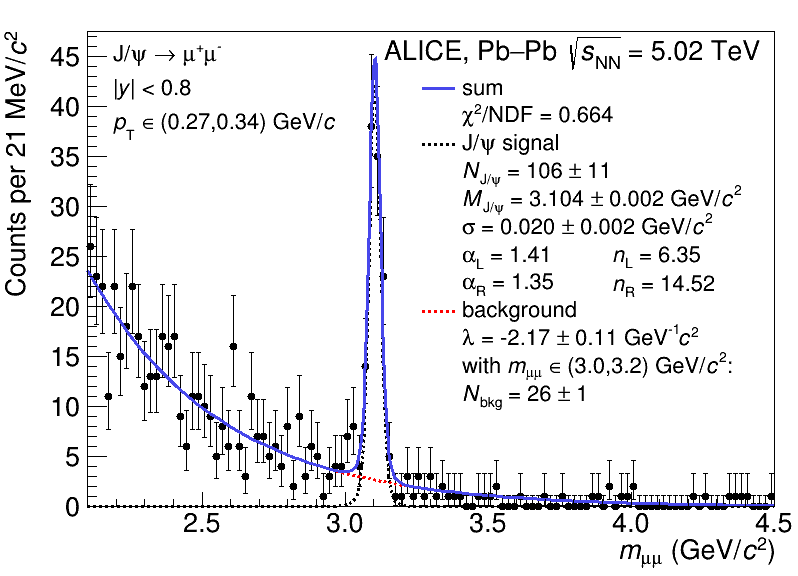 J/ψ → μ⁺μ⁻
|y| < 0.8
p_T ∈ (0.27,0.34) GeV/c
ALICE, Pb–Pb √s_NN = 5.02 TeV
sum
χ²/NDF = 0.664
J/ψ signal
N_J/ψ = 106 ± 11
M_J/ψ = 3.104 ± 0.002 GeV/c²
σ = 0.020 ± 0.002 GeV/c²
α_L = 1.41 n_L = 6.35
α_R = 1.35 n_R = 14.52
background
λ = -2.17 ± 0.11 GeV⁻¹c²
with m_μμ ∈ (3.0,3.2) GeV/c²:
N_bkg = 26 ± 1
Counts per 21 MeV/c²
45
40
35
30
25
20
15
10
5
0
2.5 3.0 3.5 4.0 4.5
m_μμ (GeV/c²)